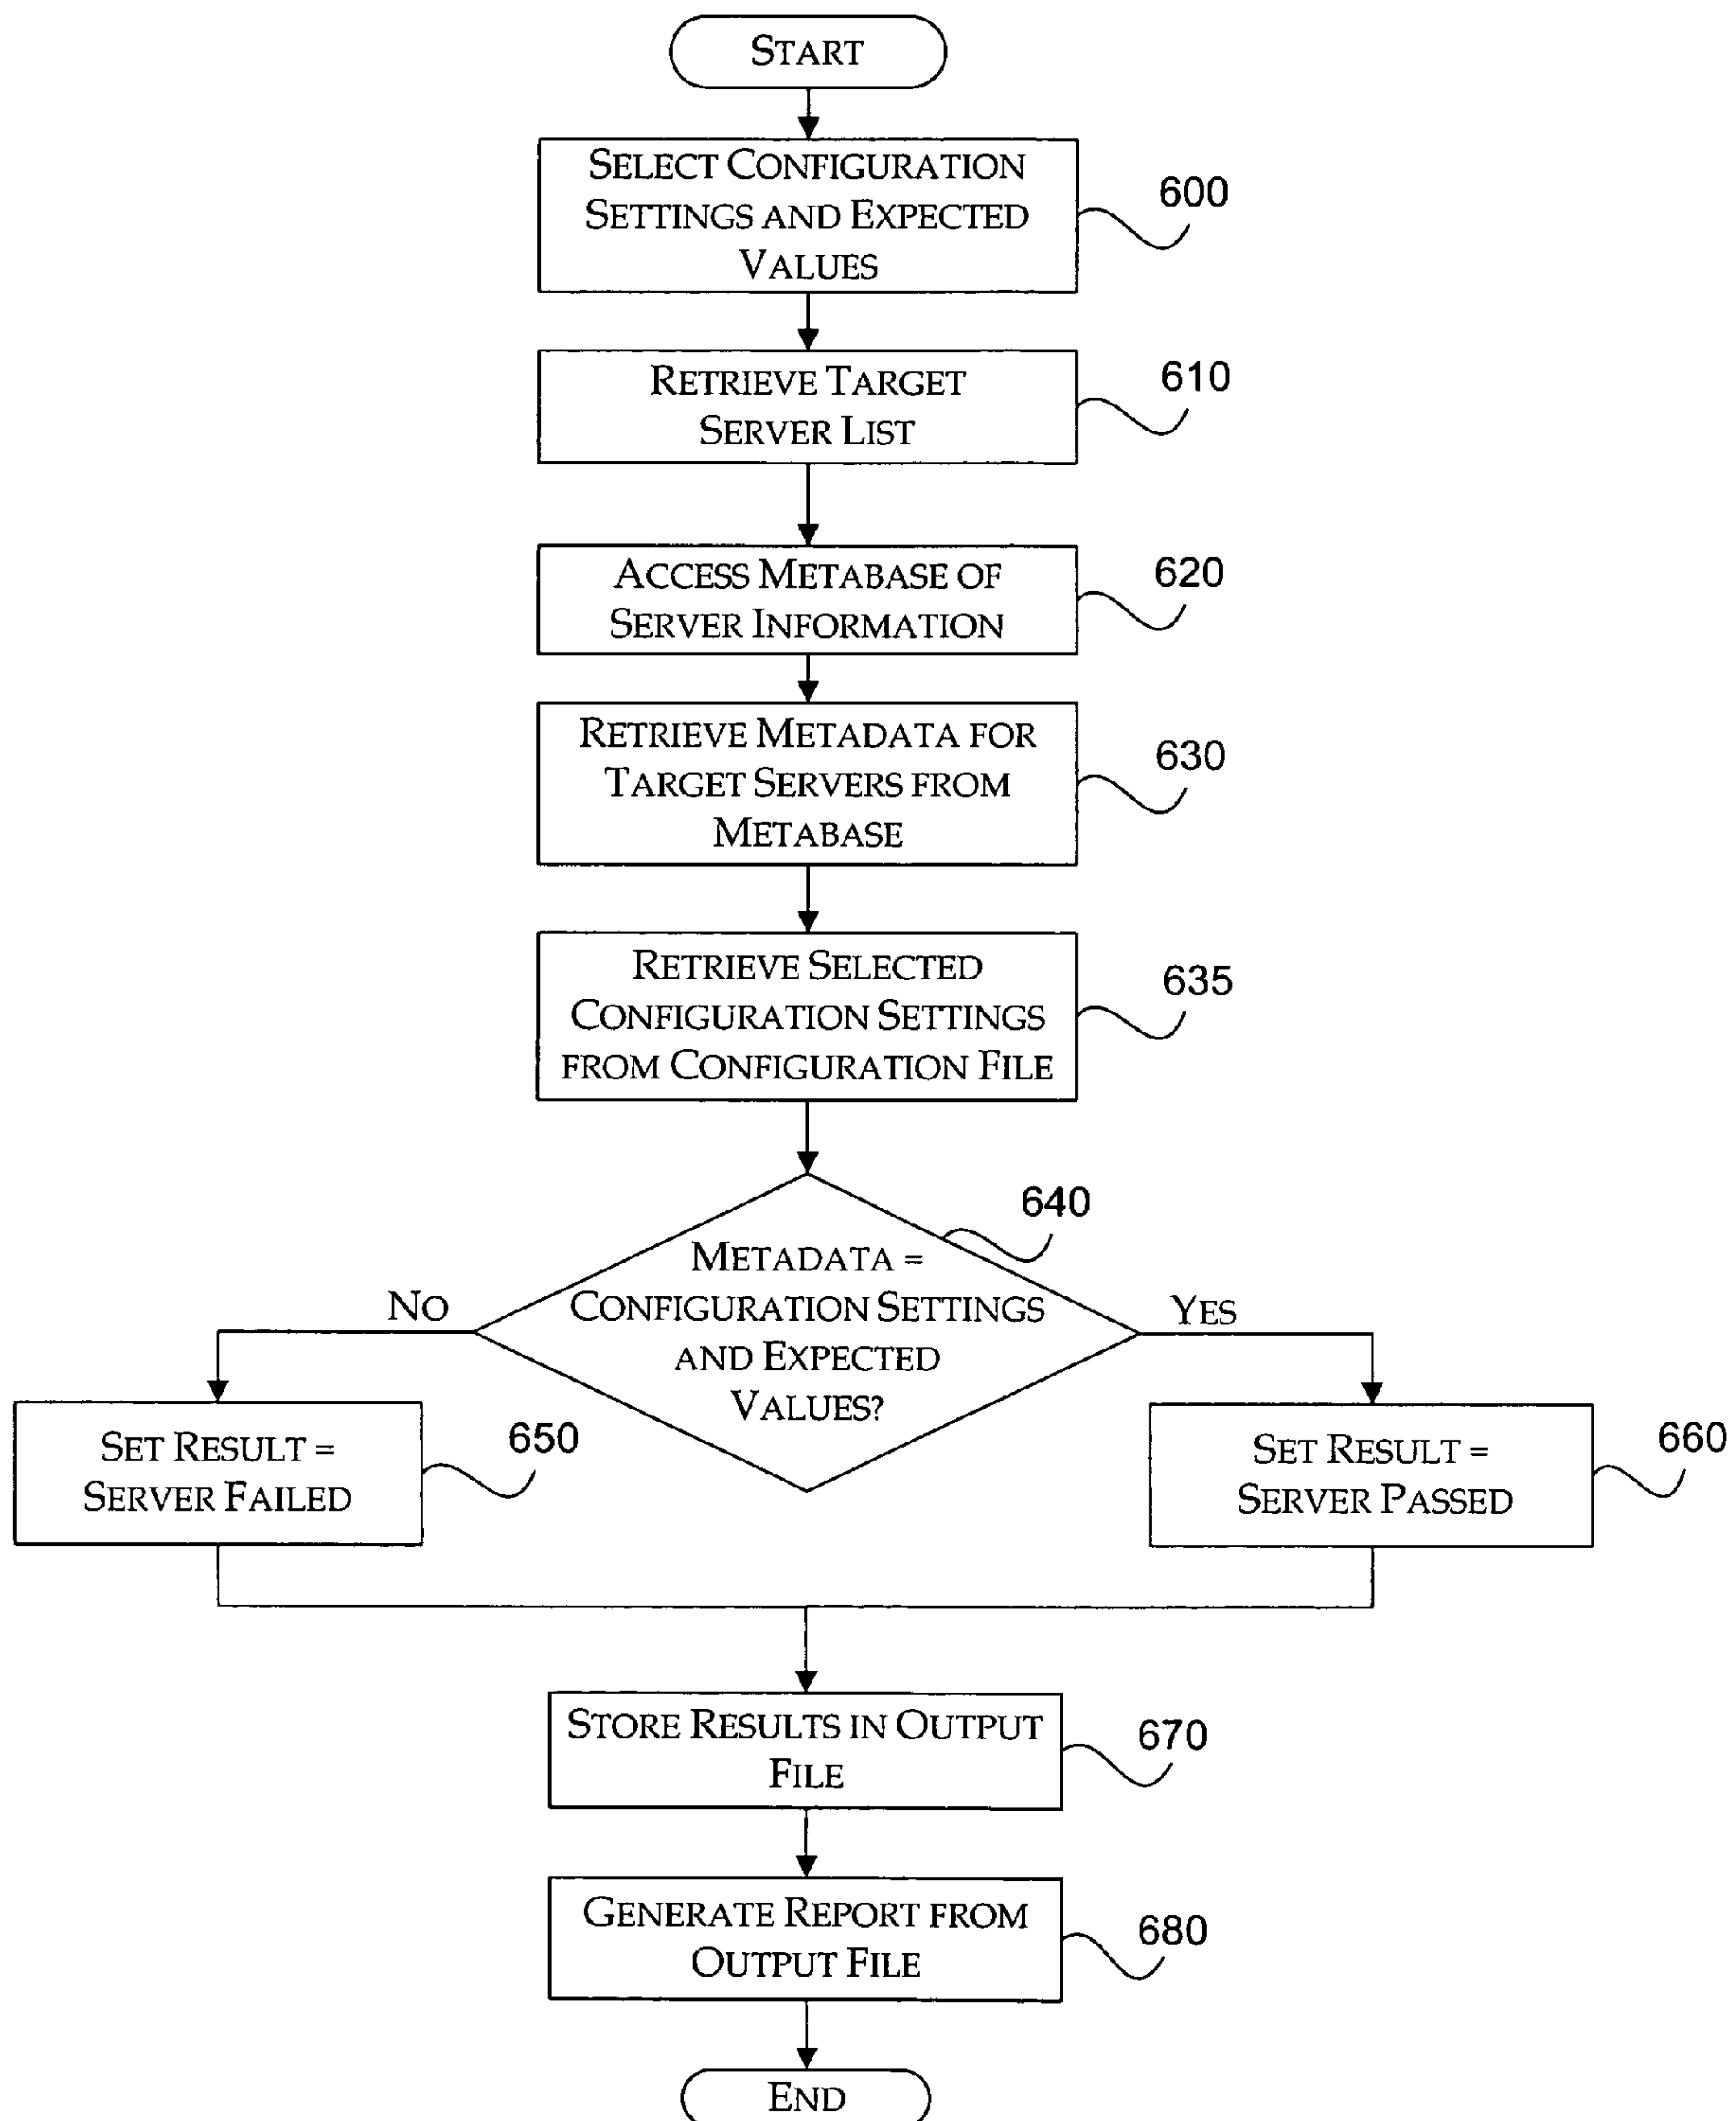 START
SELECT CONFIGURATION
SETTINGS AND EXPECTED
VALUES
600
RETRIEVE TARGET
SERVER LIST
610
ACCESS METABASE OF
SERVER INFORMATION
620
RETRIEVE METADATA FOR
TARGET SERVERS FROM
METABASE
630
RETRIEVE SELECTED
CONFIGURATION SETTINGS
FROM CONFIGURATION FILE
635
640
METADATA =
CONFIGURATION SETTINGS
AND EXPECTED
VALUES?
NO
YES
SET RESULT =
SERVER FAILED
650
SET RESULT =
SERVER PASSED
660
STORE RESULTS IN OUTPUT
FILE
670
GENERATE REPORT FROM
OUTPUT FILE
680
END